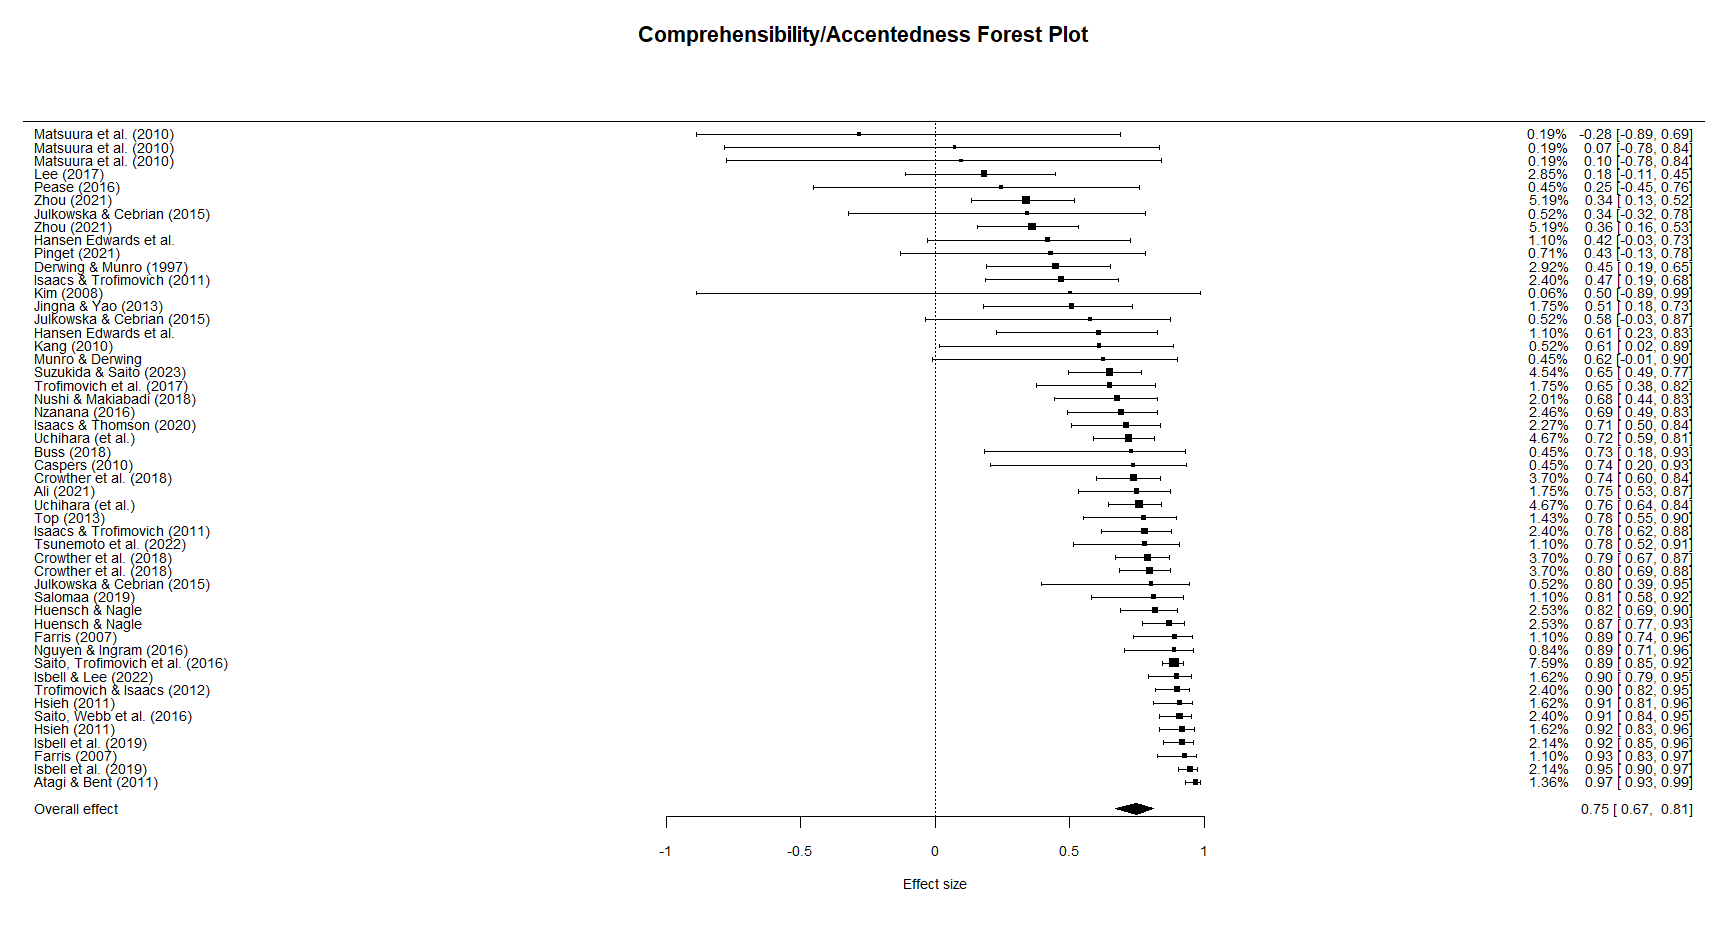 Comprehensibility/Accentedness Forest Plot
Matsuura et al. (2010) 0.19% -0.28 [-0.89, 0.69]
Matsuura et al. (2010) 0.19% 0.07 [-0.78, 0.84]
Matsuura et al. (2010) 0.19% 0.10 [-0.78, 0.84]
Lee (2017) 2.85% 0.18 [-0.11, 0.45]
Pease (2016) 0.45% 0.25 [-0.45, 0.76]
Zhou (2021) 5.19% 0.34 [ 0.13, 0.52]
Julkowska & Cebrian (2015) 0.52% 0.34 [-0.32, 0.78]
Zhou (2021) 5.19% 0.36 [ 0.16, 0.53]
Hansen Edwards et al. 1.10% 0.42 [-0.03, 0.73]
Pinget (2021) 0.71% 0.43 [-0.13, 0.78]
Derwing & Munro (1997) 2.92% 0.45 [ 0.19, 0.65]
Isaacs & Trofimovich (2011) 2.40% 0.47 [ 0.19, 0.68]
Kim (2008) 0.06% 0.50 [-0.89, 0.99]
Jingna & Yao (2013) 1.75% 0.51 [ 0.18, 0.73]
Julkowska & Cebrian (2015) 0.52% 0.58 [-0.03, 0.87]
Hansen Edwards et al. 1.10% 0.61 [ 0.23, 0.83]
Kang (2010) 0.52% 0.61 [ 0.02, 0.89]
Munro & Derwing 0.45% 0.62 [-0.01, 0.90]
Suzukida & Saito (2023) 4.54% 0.65 [ 0.49, 0.77]
Trofimovich et al. (2017) 1.75% 0.65 [ 0.38, 0.82]
Nushi & Makiabadi (2018) 2.01% 0.68 [ 0.44, 0.83]
Nzanana (2016) 2.46% 0.69 [ 0.49, 0.83]
Isaacs & Thomson (2020) 2.27% 0.71 [ 0.50, 0.84]
Uchihara (et al.) 4.67% 0.72 [ 0.59, 0.81]
Buss (2018) 0.45% 0.73 [ 0.18, 0.93]
Caspers (2010) 0.45% 0.74 [ 0.20, 0.93]
Crowther et al. (2018) 3.70% 0.74 [ 0.60, 0.84]
Ali (2021) 1.75% 0.75 [ 0.53, 0.87]
Uchihara (et al.) 4.67% 0.76 [ 0.64, 0.84]
Top (2013) 1.43% 0.78 [ 0.55, 0.90]
Isaacs & Trofimovich (2011) 2.40% 0.78 [ 0.62, 0.88]
Tsunemoto et al. (2022) 1.10% 0.78 [ 0.52, 0.91]
Crowther et al. (2018) 3.70% 0.79 [ 0.67, 0.87]
Crowther et al. (2018) 3.70% 0.80 [ 0.69, 0.88]
Julkowska & Cebrian (2015) 0.52% 0.80 [ 0.39, 0.95]
Salomaa (2019) 1.10% 0.81 [ 0.58, 0.92]
Huensch & Nagle 2.53% 0.82 [ 0.69, 0.90]
Huensch & Nagle 2.53% 0.87 [ 0.77, 0.93]
Farris (2007) 1.10% 0.89 [ 0.74, 0.96]
Nguyen & Ingram (2016) 0.84% 0.89 [ 0.71, 0.96]
Saito, Trofimovich et al. (2016) 7.59% 0.89 [ 0.85, 0.92]
Isbell & Lee (2022) 1.62% 0.90 [ 0.79, 0.95]
Trofimovich & Isaacs (2012) 2.40% 0.90 [ 0.82, 0.95]
Hsieh (2011) 1.62% 0.91 [ 0.81, 0.96]
Saito, Webb et al. (2016) 2.40% 0.91 [ 0.84, 0.95]
Hsieh (2011) 1.62% 0.92 [ 0.83, 0.96]
Isbell et al. (2019) 2.14% 0.92 [ 0.85, 0.96]
Farris (2007) 1.10% 0.93 [ 0.83, 0.97]
Isbell et al. (2019) 2.14% 0.95 [ 0.90, 0.97]
Atagi & Bent (2011) 1.36% 0.97 [ 0.93, 0.99]
Overall effect 0.75 [ 0.67, 0.81]
-1 -0.5 0 0.5 1
Effect size